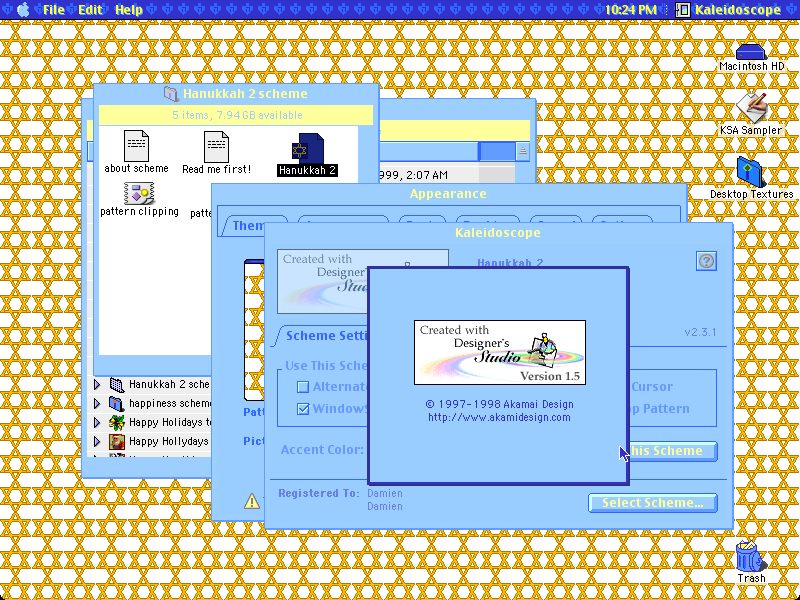 File Edit Help
10:24 PM Kaleidoscope
Macintosh HD
KSA Sampler
Desktop Textures
Trash
Hanukkah 2 scheme
5 items, 7.94 GB available
about scheme
Read me first!
Hanukkah 2
pattern clipping
patte
999, 2:07 AM
Hanukkah 2 sche
happiness scheme
Happy Holidays t
Happy Hollydays
Appearance
Them
Patt
Pict
Kaleidoscope
Created with
Designer's
Stu
Hanukkah 2
v2.3.1
Scheme Setti
Use This Sche
Alternat
Windows
Cursor
p Pattern
Accent Color:
his Scheme
Registered To: Damien
Damien
Select Scheme...
Created with
Designer's
Studio
Version 1.5
© 1997-1998 Akamai Design
http://www.akamidesign.com